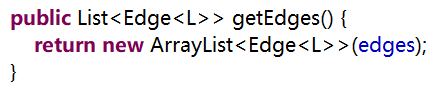 public List<Edge<L>> getEdges() {
return new ArrayList<Edge<L>>(edges);
}